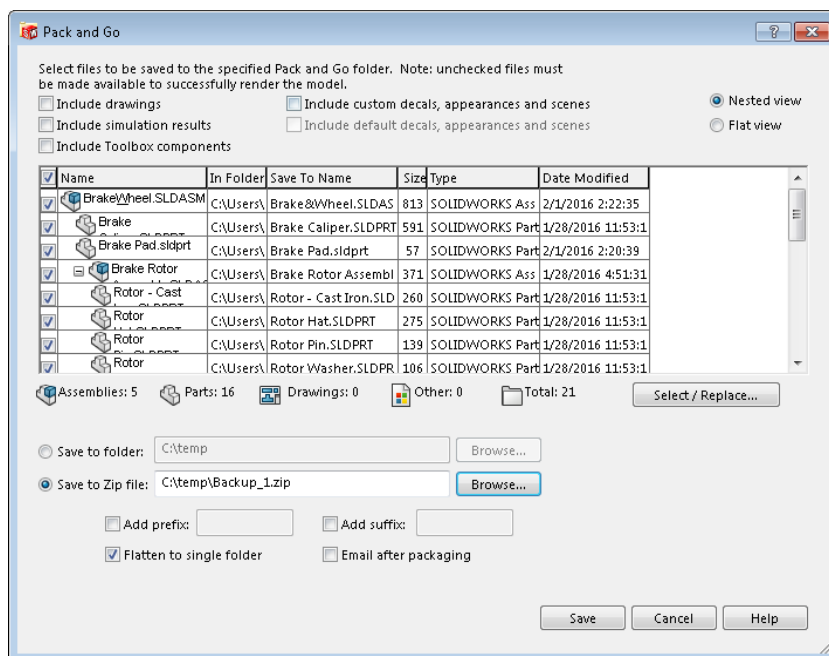 Pack and Go
Select files to be saved to the specified Pack and Go folder. Note: unchecked files must
be made available to successfully render the model.
Include drawings
Include custom decals, appearances and scenes
Nested view
Include simulation results
Include default decals, appearances and scenes
Flat view
Include Toolbox components
Name In Folder Save To Name Size Type Date Modified
BrakeWheel.SLDASM C:\Users\ Brake&Wheel.SLDAS 813 SOLIDWORKS Ass 2/1/2016 2:22:35
Brake C:\Users\ Brake Caliper.SLDPRT 591 SOLIDWORKS Part 1/28/2016 11:53:1
Brake Pad.sldprt C:\Users\ Brake Pad.sldprt 57 SOLIDWORKS Part 2/1/2016 2:20:39
Brake Rotor C:\Users\ Brake Rotor Assembl 371 SOLIDWORKS Ass 1/28/2016 4:51:31
Rotor - Cast C:\Users\ Rotor - Cast Iron.SLD 260 SOLIDWORKS Part 1/28/2016 11:53:1
Rotor C:\Users\ Rotor Hat.SLDPRT 275 SOLIDWORKS Part 1/28/2016 11:53:1
Rotor C:\Users\ Rotor Pin.SLDPRT 139 SOLIDWORKS Part 1/28/2016 11:53:1
Rotor C:\Users\ Rotor Washer.SLDPR 106 SOLIDWORKS Part 1/28/2016 11:53:1
Assemblies: 5 Parts: 16 Drawings: 0 Other: 0 Total: 21 Select / Replace...
Save to folder: C:\temp Browse...
Save to Zip file: C:\temp\Backup_1.zip Browse...
Add prefix: Add suffix:
Flatten to single folder Email after packaging
Save Cancel Help